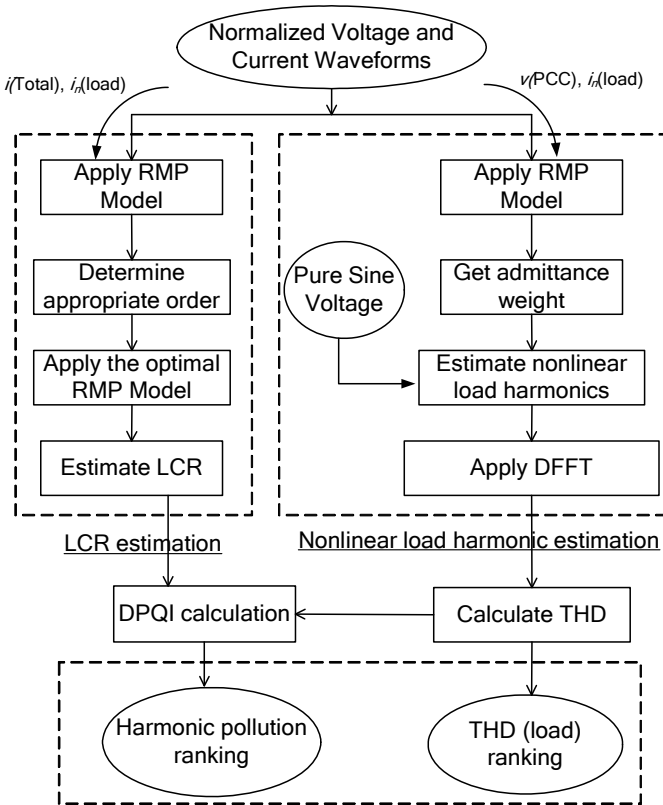 Normalized Voltage and
Current Waveforms
i(Total), iₙ(load)
v(PCC), iₙ(load)
Apply RMP
Model
Determine
appropriate order
Apply the optimal
RMP Model
Estimate LCR
LCR estimation
Apply RMP
Model
Pure Sine
Voltage
Get admittance
weight
Estimate nonlinear
load harmonics
Apply DFFT
Nonlinear load harmonic estimation
DPQI calculation
Calculate THD
Harmonic pollution
ranking
THD (load)
ranking